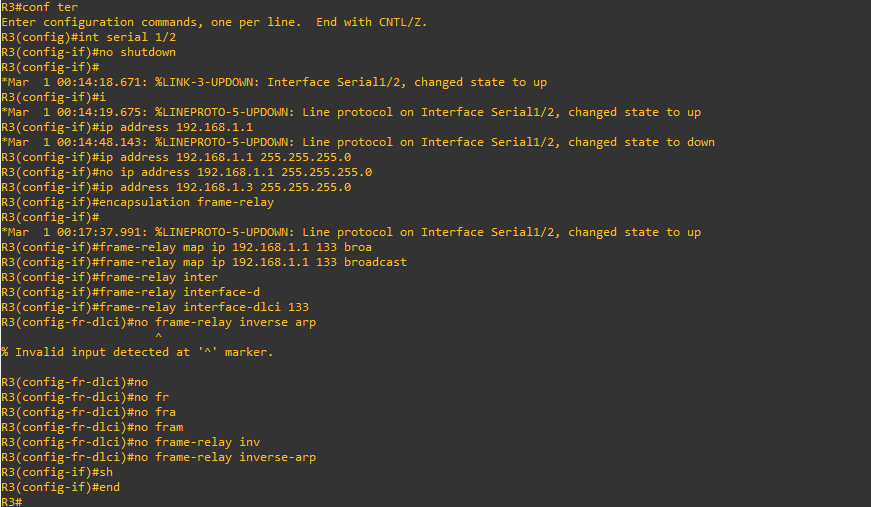 R3#conf ter
Enter configuration commands, one per line.  End with CNTL/Z.
R3(config)#int serial 1/2
R3(config-if)#no shutdown
R3(config-if)#
*Mar  1 00:14:18.671: %LINK-3-UPDOWN: Interface Serial1/2, changed state to up
R3(config-if)#i
*Mar  1 00:14:19.675: %LINEPROTO-5-UPDOWN: Line protocol on Interface Serial1/2, changed state to up
R3(config-if)#ip address 192.168.1.1
*Mar  1 00:14:48.143: %LINEPROTO-5-UPDOWN: Line protocol on Interface Serial1/2, changed state to down
R3(config-if)#ip address 192.168.1.1 255.255.255.0
R3(config-if)#no ip address 192.168.1.1 255.255.255.0
R3(config-if)#ip address 192.168.1.3 255.255.255.0
R3(config-if)#encapsulation frame-relay
R3(config-if)#
*Mar  1 00:17:37.991: %LINEPROTO-5-UPDOWN: Line protocol on Interface Serial1/2, changed state to up
R3(config-if)#frame-relay map ip 192.168.1.1 133 broa
R3(config-if)#frame-relay map ip 192.168.1.1 133 broadcast
R3(config-if)#frame-relay inter
R3(config-if)#frame-relay interface-d
R3(config-if)#frame-relay interface-dlci 133
R3(config-fr-dlci)#no frame-relay inverse arp
^
% Invalid input detected at '^' marker.
R3(config-fr-dlci)#no
R3(config-fr-dlci)#no fr
R3(config-fr-dlci)#no fra
R3(config-fr-dlci)#no fram
R3(config-fr-dlci)#no frame-relay inv
R3(config-fr-dlci)#no frame-relay inverse-arp
R3(config-if)#sh
R3(config-if)#end
R3#